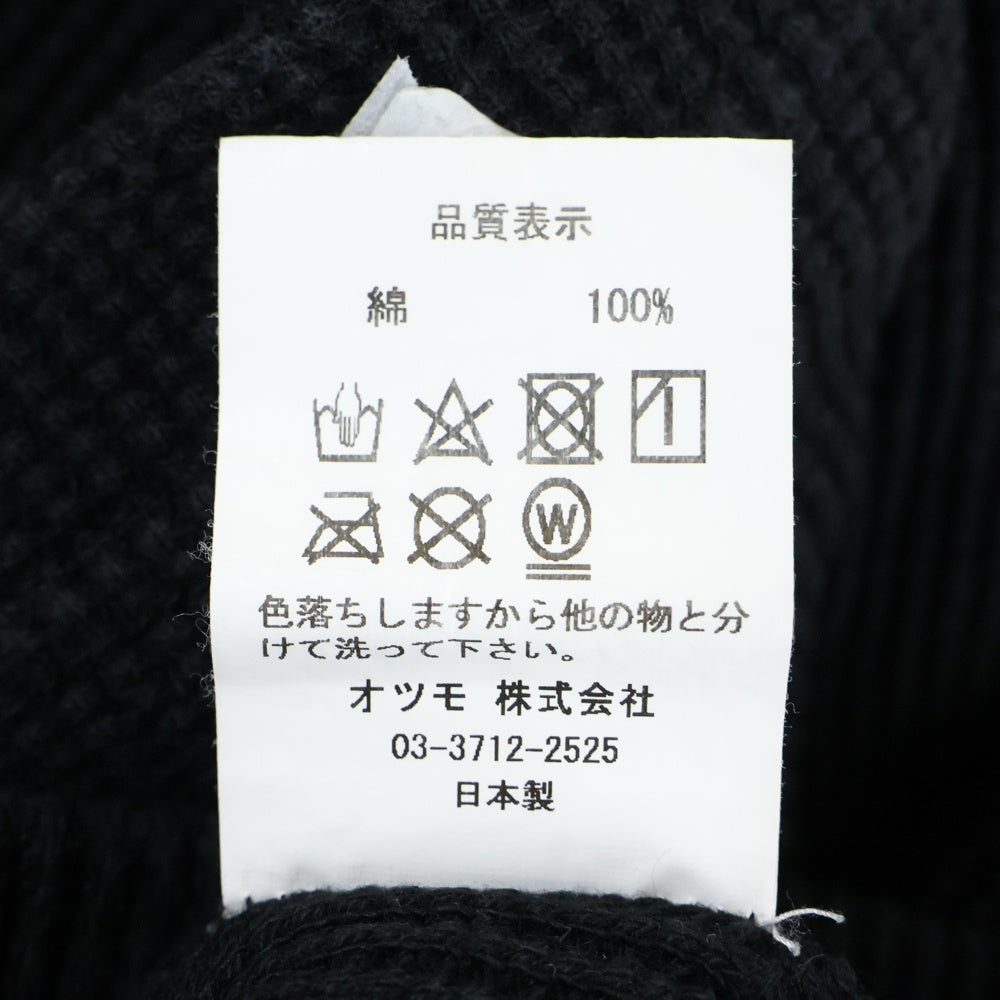 品質表示
綿 100%
W
色落ちしますから他の物と分
けて洗って下さい。
オツモ 株式会社
03-3712-2525
日本製